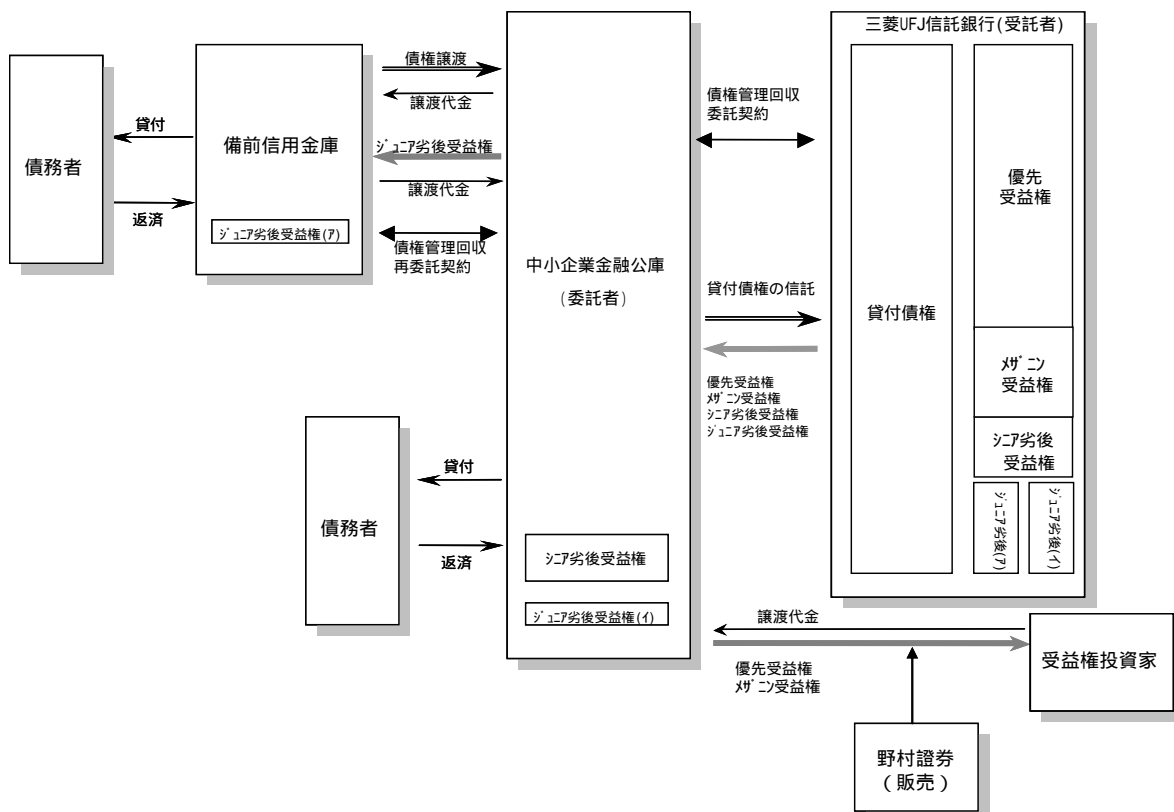 債務者
貸付
返済
備前信用金庫
ｼﾞｭﾆｱ劣後受益権(ｱ)
債権譲渡
譲渡代金
ｼﾞｭﾆｱ劣後受益権
譲渡代金
債権管理回収
再委託契約
中小企業金融公庫
(委託者)
ｼﾆｱ劣後受益権
ｼﾞｭﾆｱ劣後受益権(ｲ)
債務者
貸付
返済
債権管理回収
委託契約
貸付債権の信託
優先受益権
ﾒｻﾞﾆﾝ受益権
ｼﾆｱ劣後受益権
ｼﾞｭﾆｱ劣後受益権
三菱UFJ信託銀行(受託者)
貸付債権
優先
受益権
ﾒｻﾞﾆﾝ
受益権
ｼﾆｱ劣後
受益権
ｼﾞｭﾆｱ劣後(ｱ)
ｼﾞｭﾆｱ劣後(ｲ)
譲渡代金
優先受益権
ﾒｻﾞﾆﾝ受益権
受益権投資家
野村證券
(販売)